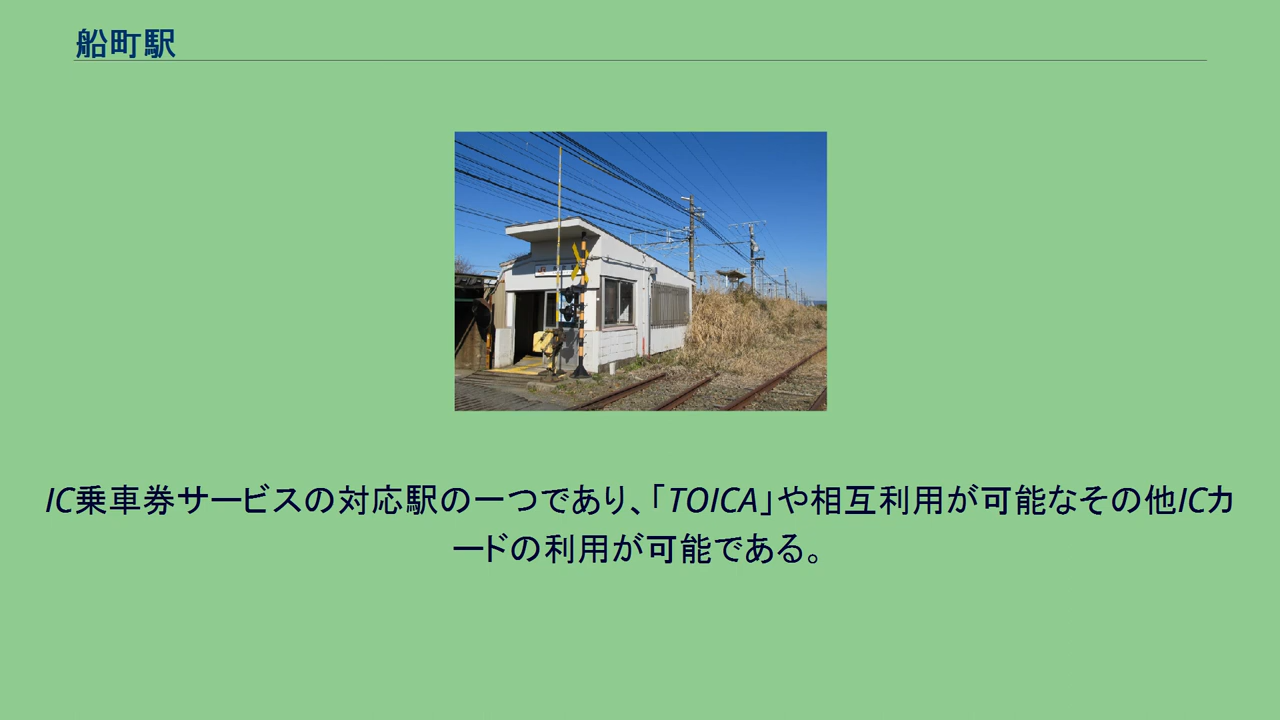 船町駅
IC乗車券サービスの対応駅の一つであり、「TOICA」や相互利用が可能なその他ICカ
ードの利用が可能である。